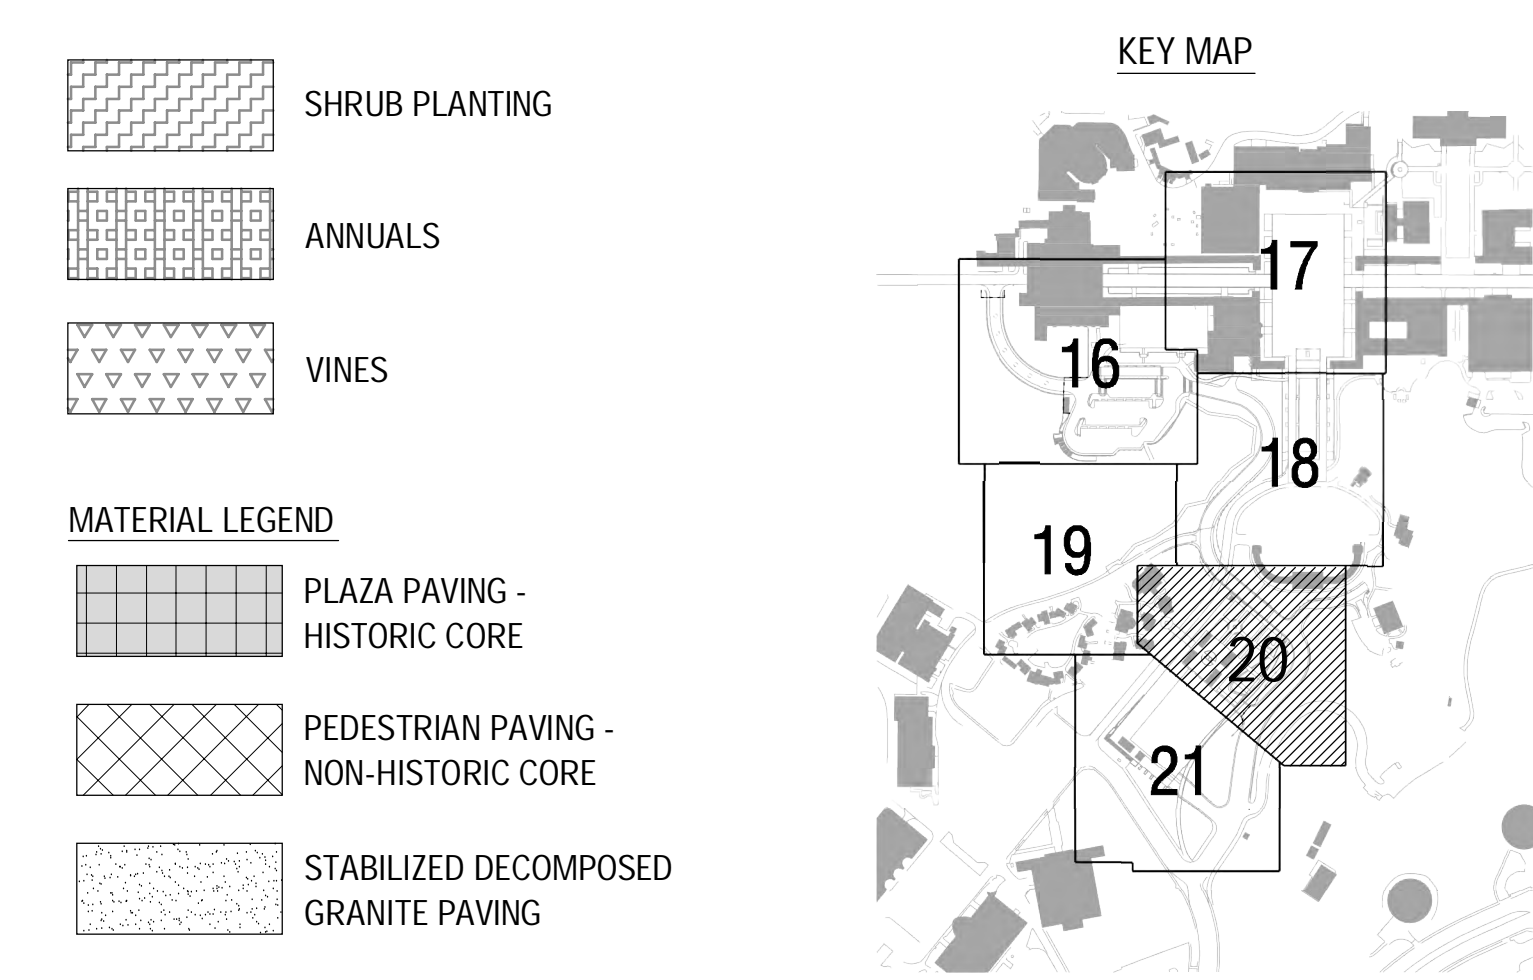 SHRUB PLANTING
ANNUALS
VINES
MATERIAL LEGEND
PLAZA PAVING -
HISTORIC CORE
PEDESTRIAN PAVING -
NON-HISTORIC CORE
STABILIZED DECOMPOSED
GRANITE PAVING
KEY MAP
17
16
18
19
20
21